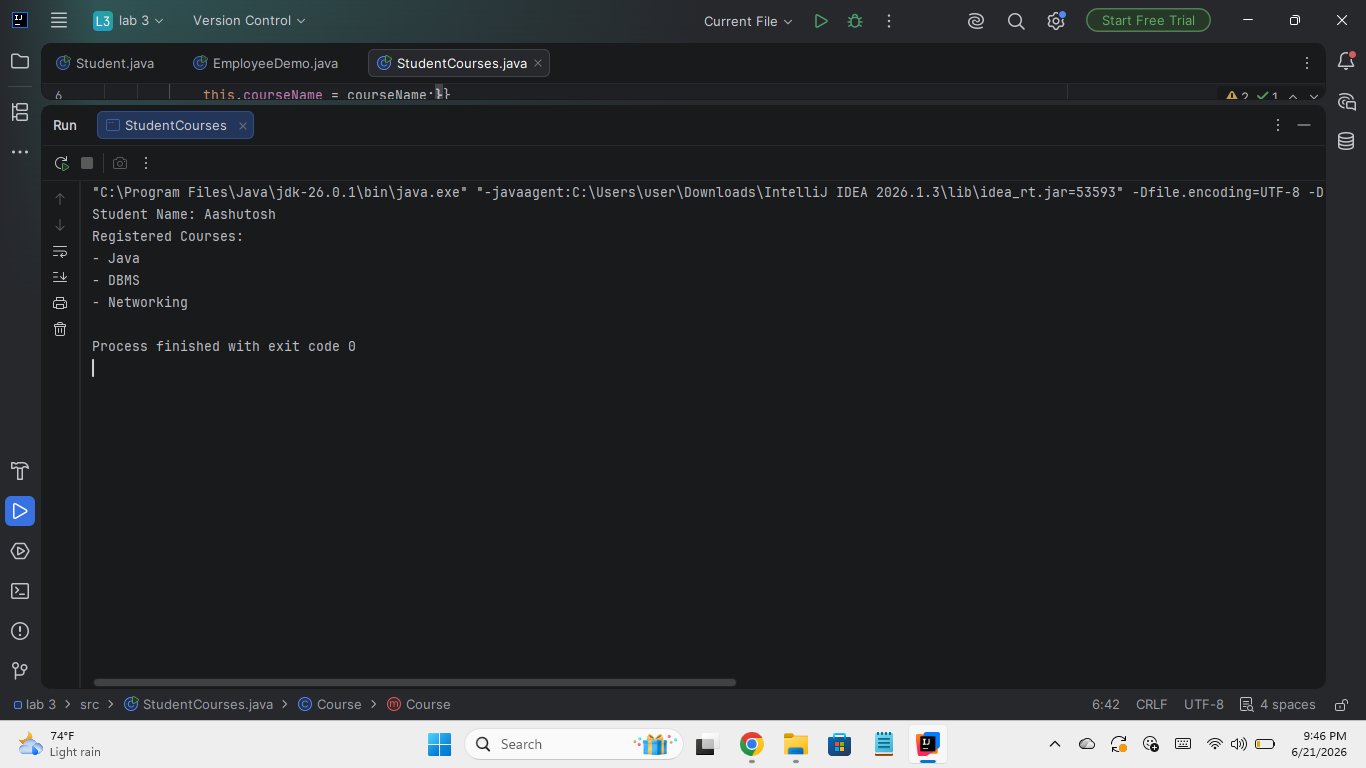 L3 lab 3 Version Control Current File Start Free Trial
Student.java EmployeeDemo.java StudentCourses.java
6 this.courseName = courseName;}} 2 1
Run StudentCourses
"C:\Program Files\Java\jdk-26.0.1\bin\java.exe" "-javaagent:C:\Users\user\Downloads\IntelliJ IDEA 2026.1.3\lib\idea_rt.jar=53593" -Dfile.encoding=UTF-8 -D
Student Name: Aashutosh
Registered Courses:
- Java
- DBMS
- Networking
Process finished with exit code 0
lab 3 > src > StudentCourses.java > Course > Course 6:42 CRLF UTF-8 4 spaces
74°F
Light rain
Search
9:46 PM
6/21/2026